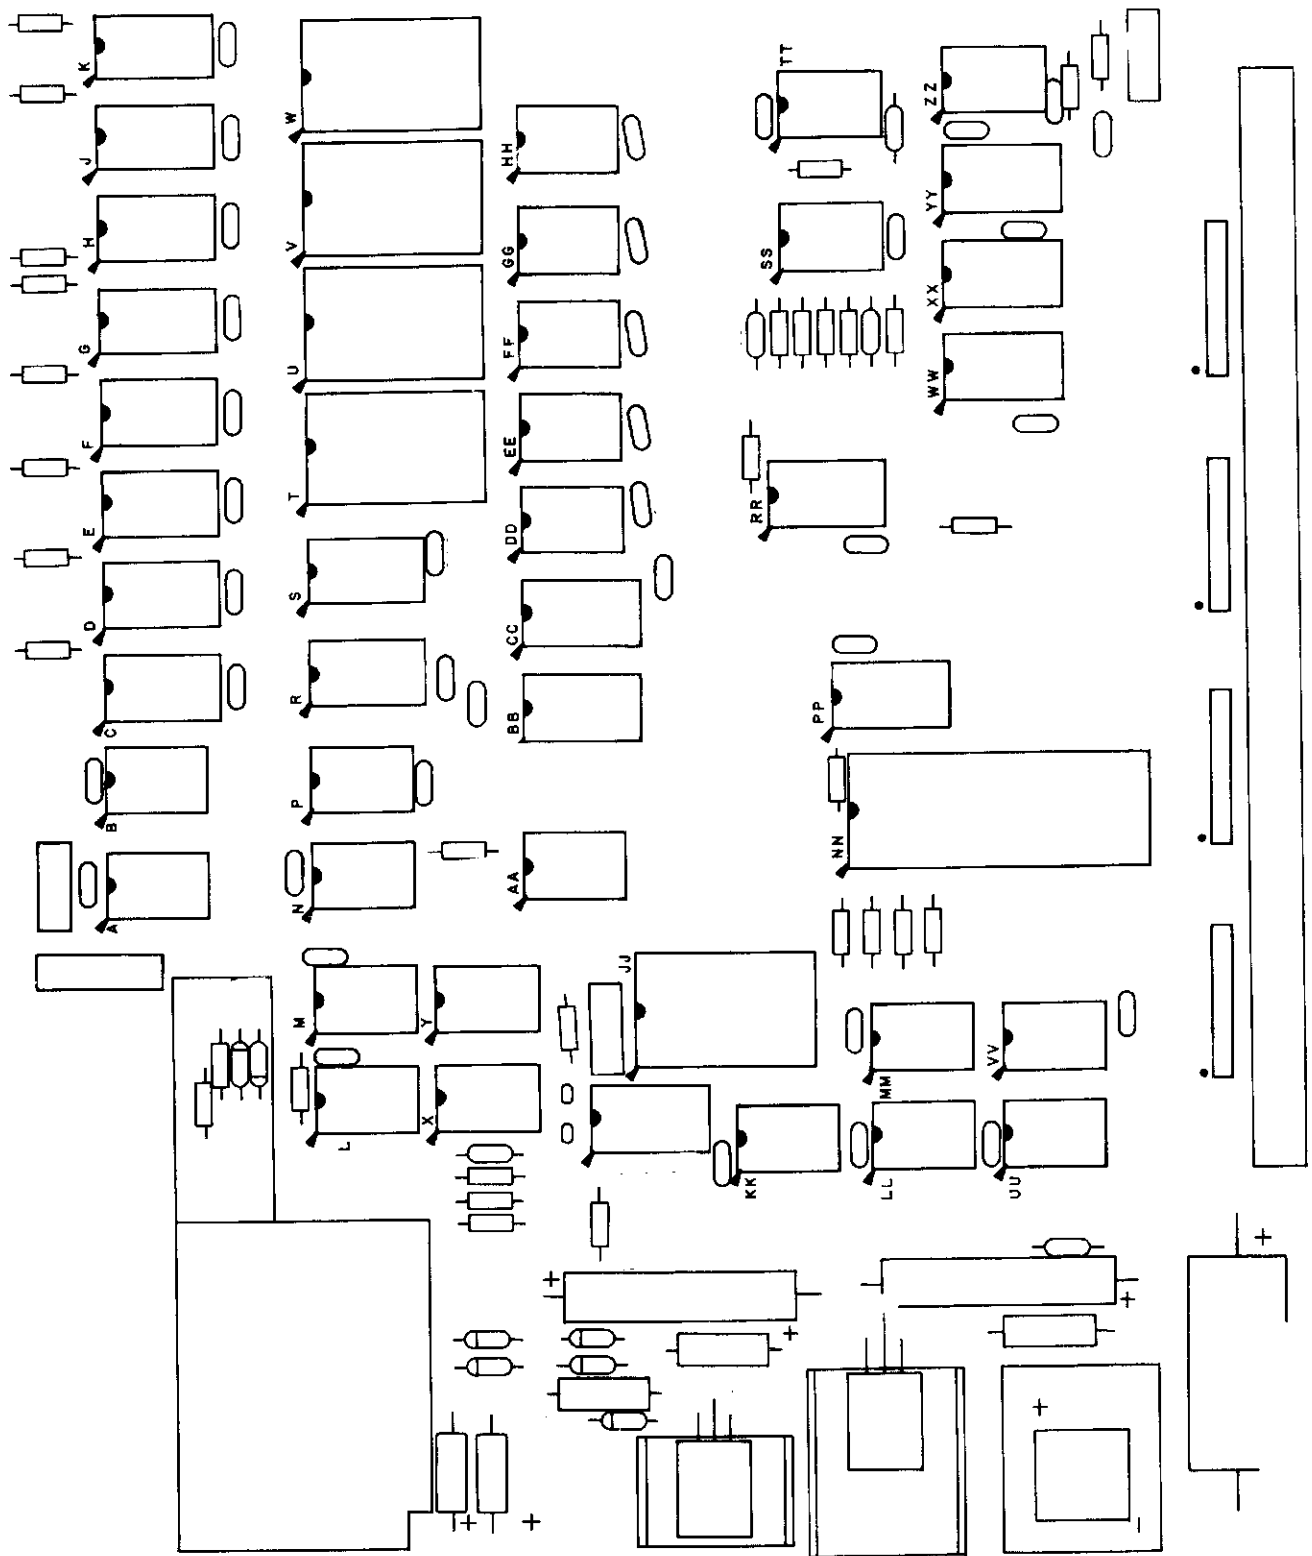 K
J
H
G
F
E
D
C
B
A
W
V
U
T
S
R
P
N
M
L
HH
GG
FF
EE
DD
CC
BB
AA
Y
X
TT
SS
RR
PP
NN
JJ
KK
ZZ
YY
XX
WW
VV
MM
LL
UU
+
+
+
+
+
+
+
−